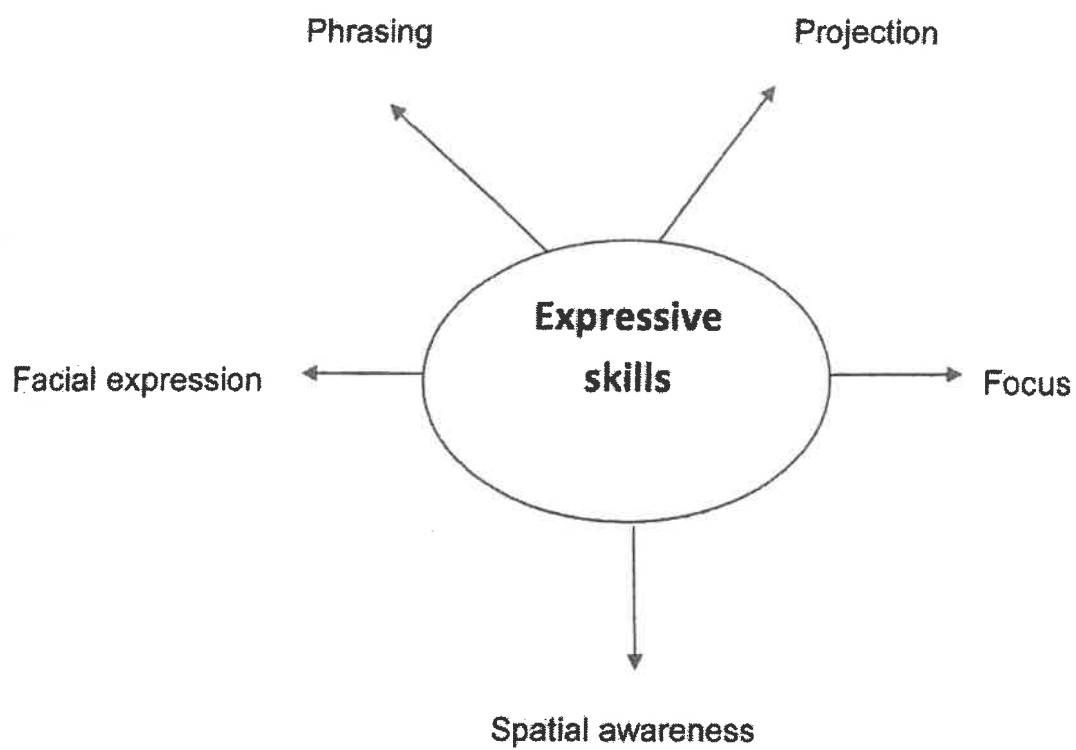 Phrasing
Projection
Expressive
skills
Facial expression
Focus
Spatial awareness